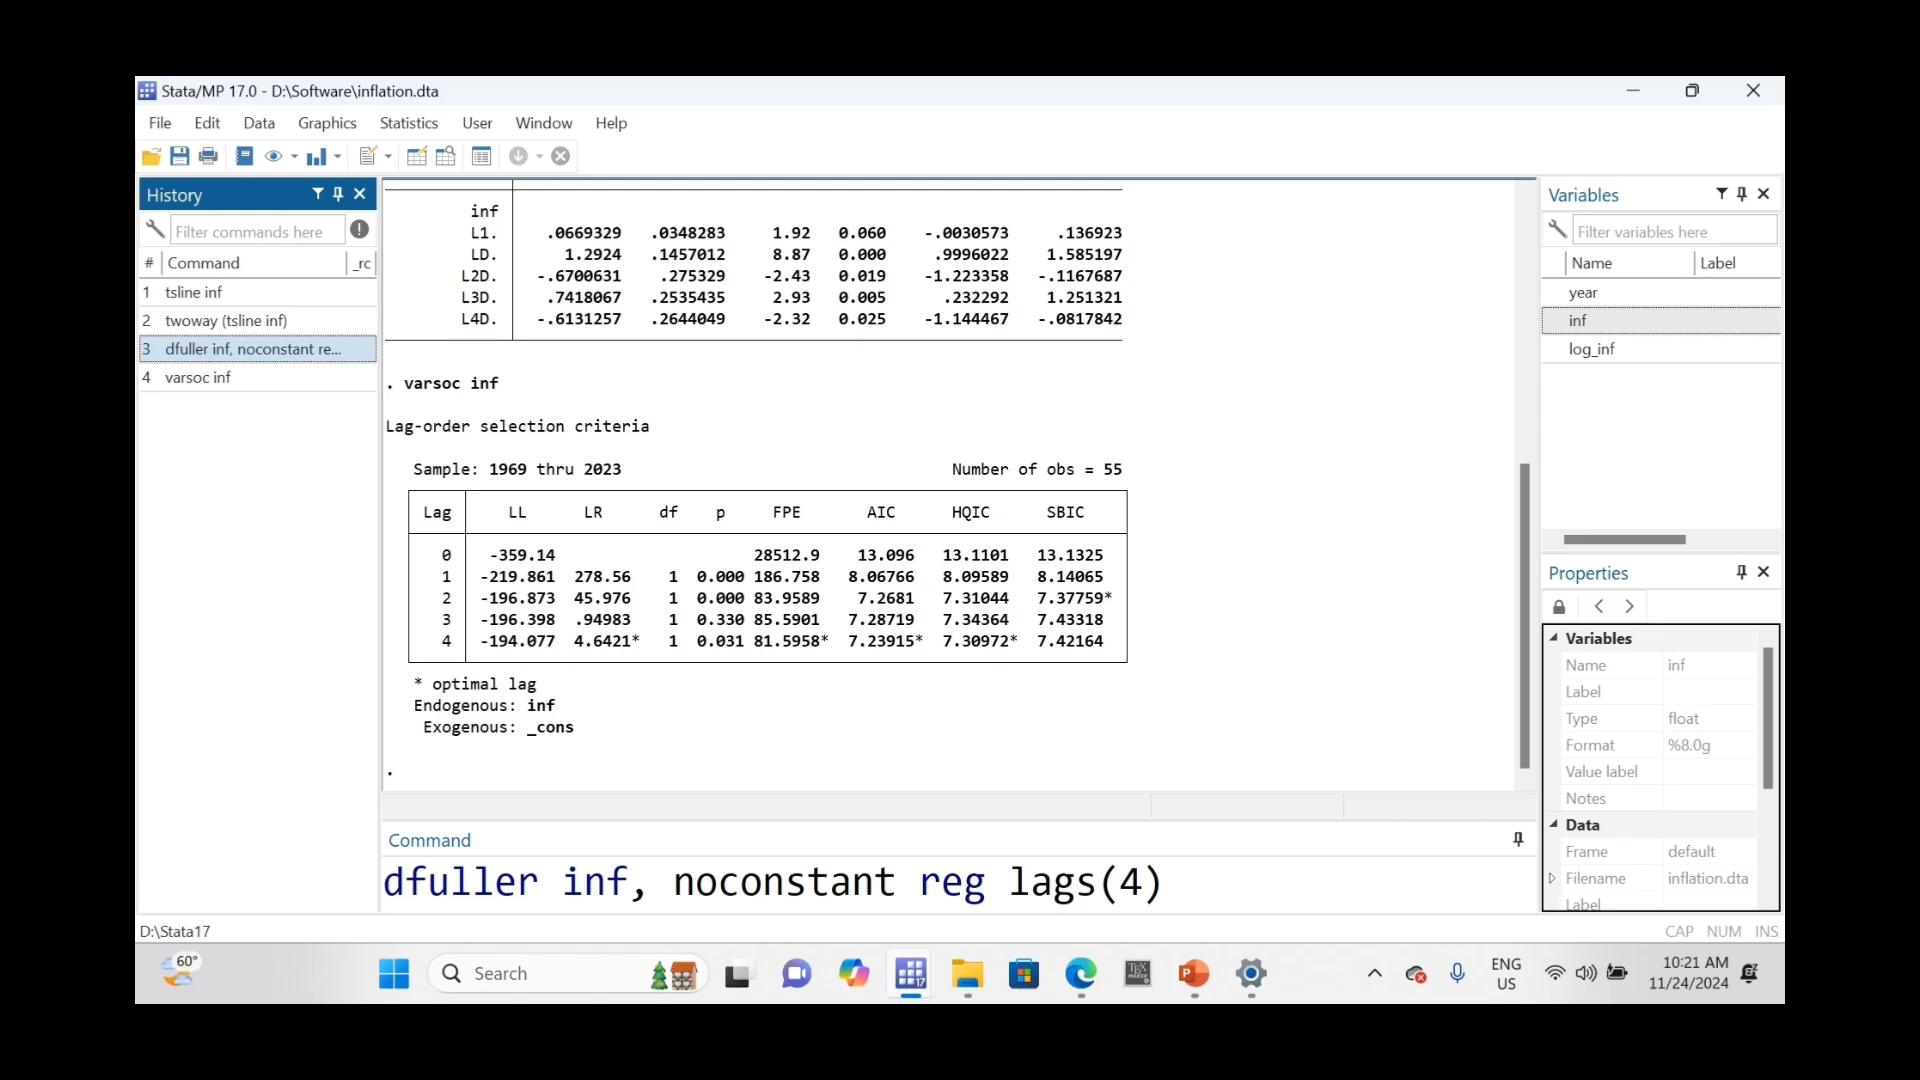 Stata/MP 17.0 - D:\Software\inflation.dta
File Edit Data Graphics Statistics User Window Help
History
Filter commands here
# Command _rc
1 tsline inf
2 twoway (tsline inf)
3 dfuller inf, noconstant re...
4 varsoc inf
inf
L1. .0669329 .0348283 1.92 0.060 -.0030573 .136923
LD. 1.2924 .1457012 8.87 0.000 .9996022 1.585197
L2D. -.6700631 .275329 -2.43 0.019 -1.223358 -.1167687
L3D. .7418067 .2535435 2.93 0.005 .232292 1.251321
L4D. -.6131257 .2644049 -2.32 0.025 -1.144467 -.0817842
. varsoc inf
Lag-order selection criteria
Sample: 1969 thru 2023 Number of obs = 55
Lag LL LR df p FPE AIC HQIC SBIC
0 -359.14 28512.9 13.096 13.1101 13.1325
1 -219.861 278.56 1 0.000 186.758 8.06766 8.09589 8.14065
2 -196.873 45.976 1 0.000 83.9589 7.2681 7.31044 7.37759*
3 -196.398 .94983 1 0.330 85.5901 7.28719 7.34364 7.43318
4 -194.077 4.6421* 1 0.031 81.5958* 7.23915* 7.30972* 7.42164
* optimal lag
Endogenous: inf
Exogenous: _cons
.
Command
dfuller inf, noconstant reg lags(4)
Variables
Filter variables here
Name Label
year
inf
log_inf
Properties
Variables
Name inf
Label
Type float
Format %8.0g
Value label
Notes
Data
Frame default
Filename inflation.dta
Label
D:\Stata17
CAP NUM INS
60°
Search
17
TEX
MAKER
P
ENG
US
10:21 AM
11/24/2024